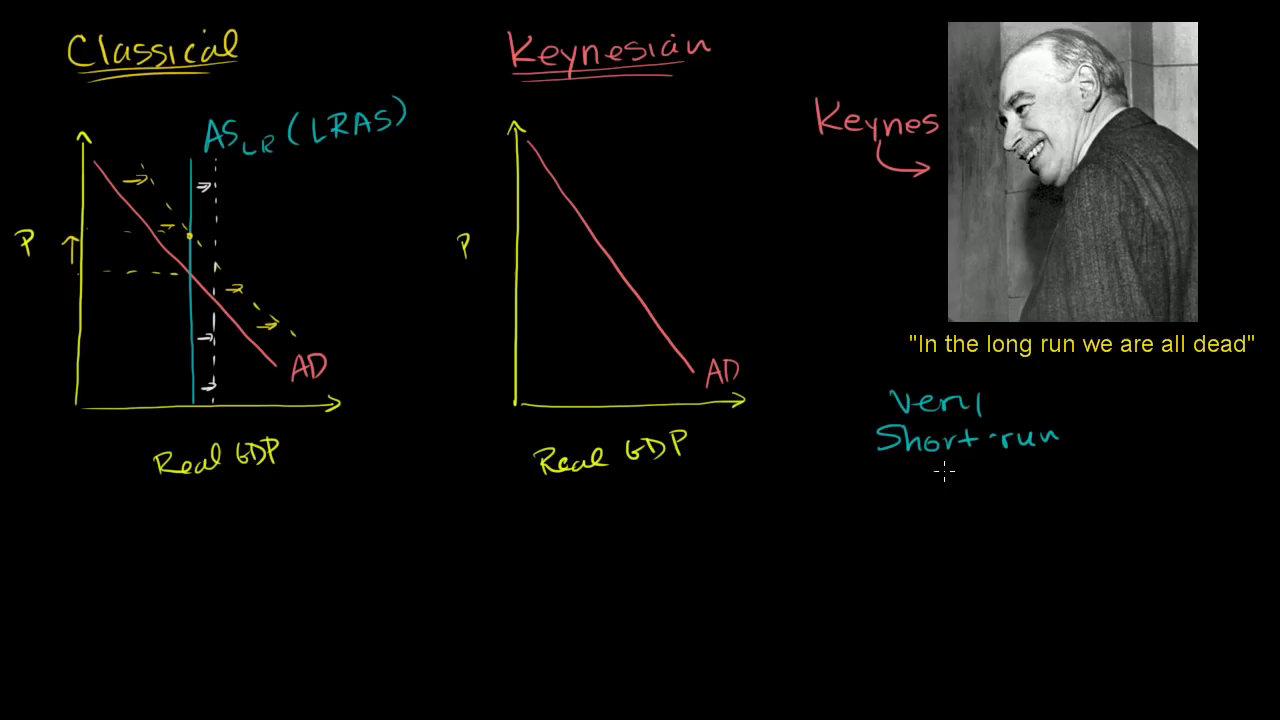 Classical
Keynesian
AS LR (LRAS)
Keynes
P
P
AD
AD
"In the long run we are all dead"
Real GDP
Real GDP
Very
Short-run